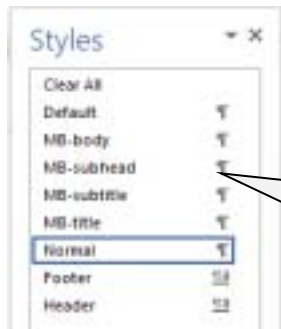 Styles
Clear All
Default ¶
MB-body ¶
MB-subhead ¶
MB-subtitle ¶
MB-title ¶
Normal ¶
Footer
Header